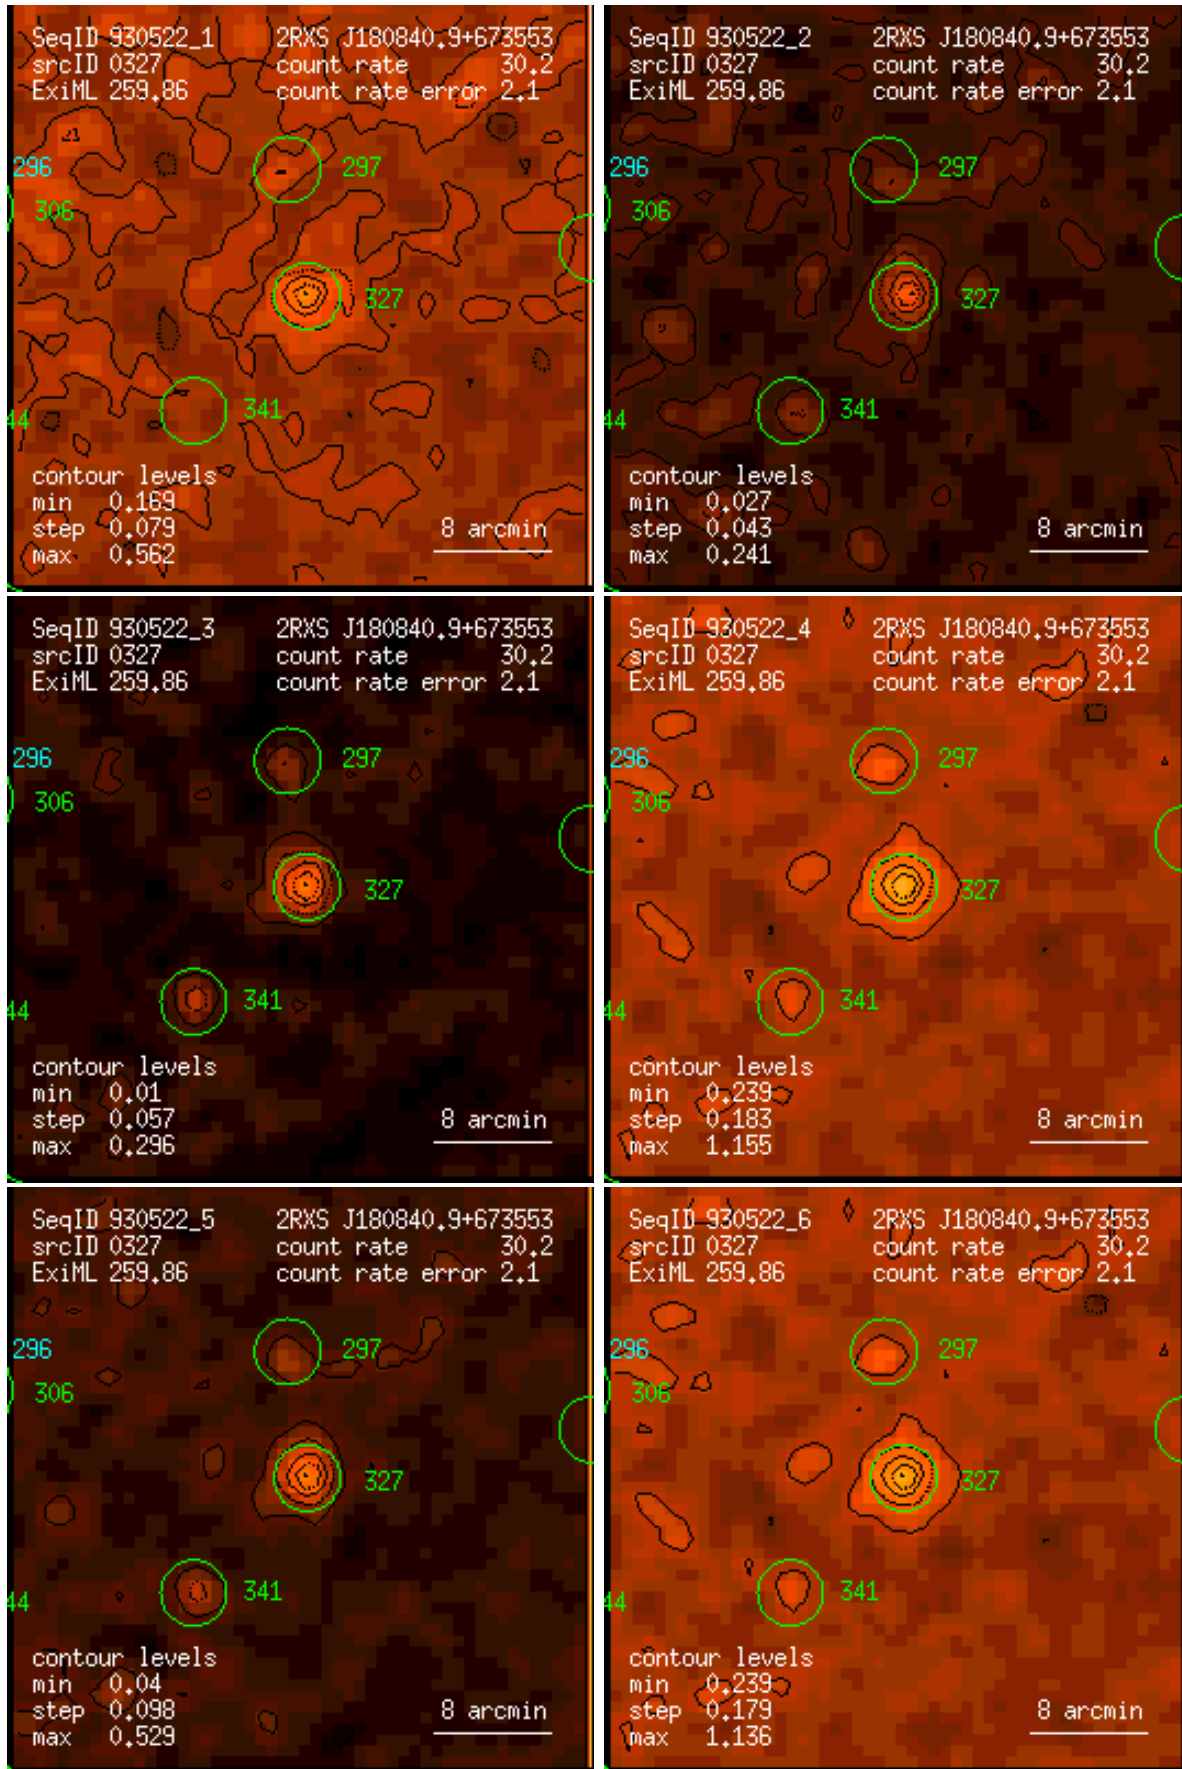 SeqID 930522_1 2RXS J180840.9+673553
srcID 0327 count rate 30.2
ExiML 259.86 count rate error 2.1
296 297
306
327
341
44
contour levels
min 0.169
step 0.079 8 arcmin
max 0.562
SeqID 930522_2 2RXS J180840.9+673553
srcID 0327 count rate 30.2
ExiML 259.86 count rate error 2.1
296 297
306
327
341
44
contour levels
min 0.027
step 0.043 8 arcmin
max 0.241
SeqID 930522_3 2RXS J180840.9+673553
srcID 0327 count rate 30.2
ExiML 259.86 count rate error 2.1
296 297
306
327
341
44
contour levels
min 0.01
step 0.057 8 arcmin
max 0.296
SeqID 930522_4 2RXS J180840.9+673553
srcID 0327 count rate 30.2
ExiML 259.86 count rate error 2.1
296 297
306
327
341
44
contour levels
min 0.239
step 0.183 8 arcmin
max 1.155
SeqID 930522_5 2RXS J180840.9+673553
srcID 0327 count rate 30.2
ExiML 259.86 count rate error 2.1
296 297
306
327
341
44
contour levels
min 0.04
step 0.098 8 arcmin
max 0.529
SeqID 930522_6 2RXS J180840.9+673553
srcID 0327 count rate 30.2
ExiML 259.86 count rate error 2.1
296 297
306
327
341
44
contour levels
min 0.239
step 0.179 8 arcmin
max 1.136